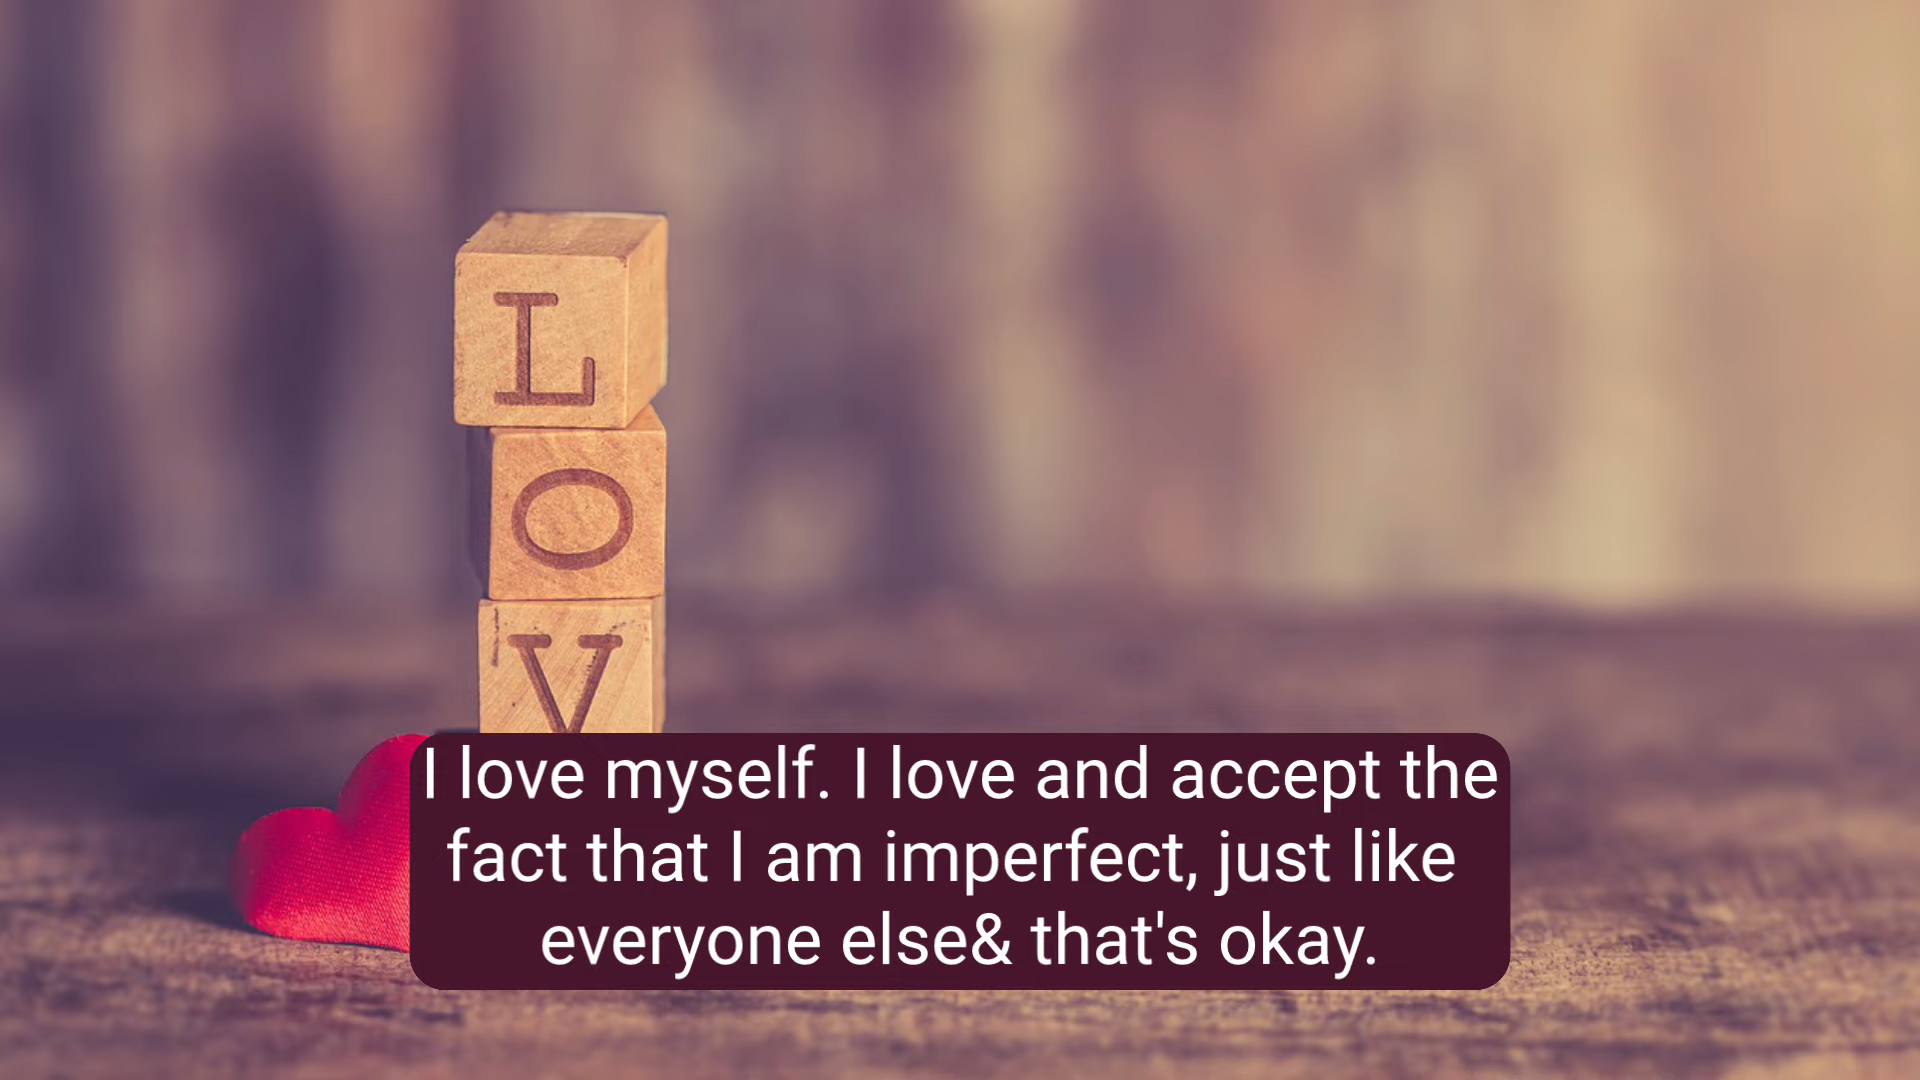 L
O
V
I love myself. I love and accept the
fact that I am imperfect, just like
everyone else& that's okay.